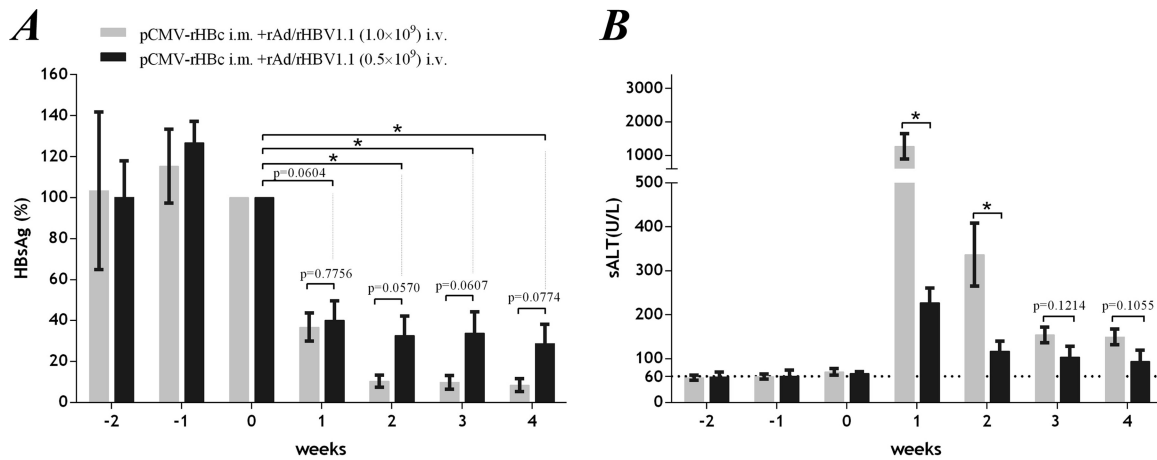 A
pCMV-rHBc i.m. +rAd/rHBV1.1 (1.0×10⁹) i.v.
pCMV-rHBc i.m. +rAd/rHBV1.1 (0.5×10⁹) i.v.
HBsAg (%)
160
140
120
100
80
60
40
20
0
*
*
*
p=0.0604
p=0.7756
p=0.0570
p=0.0607
p=0.0774
-2 -1 0 1 2 3 4
weeks
B
sALT(U/L)
3000
2000
1000
500
400
300
200
100
60
0
*
*
p=0.1214
p=0.1055
-2 -1 0 1 2 3 4
weeks